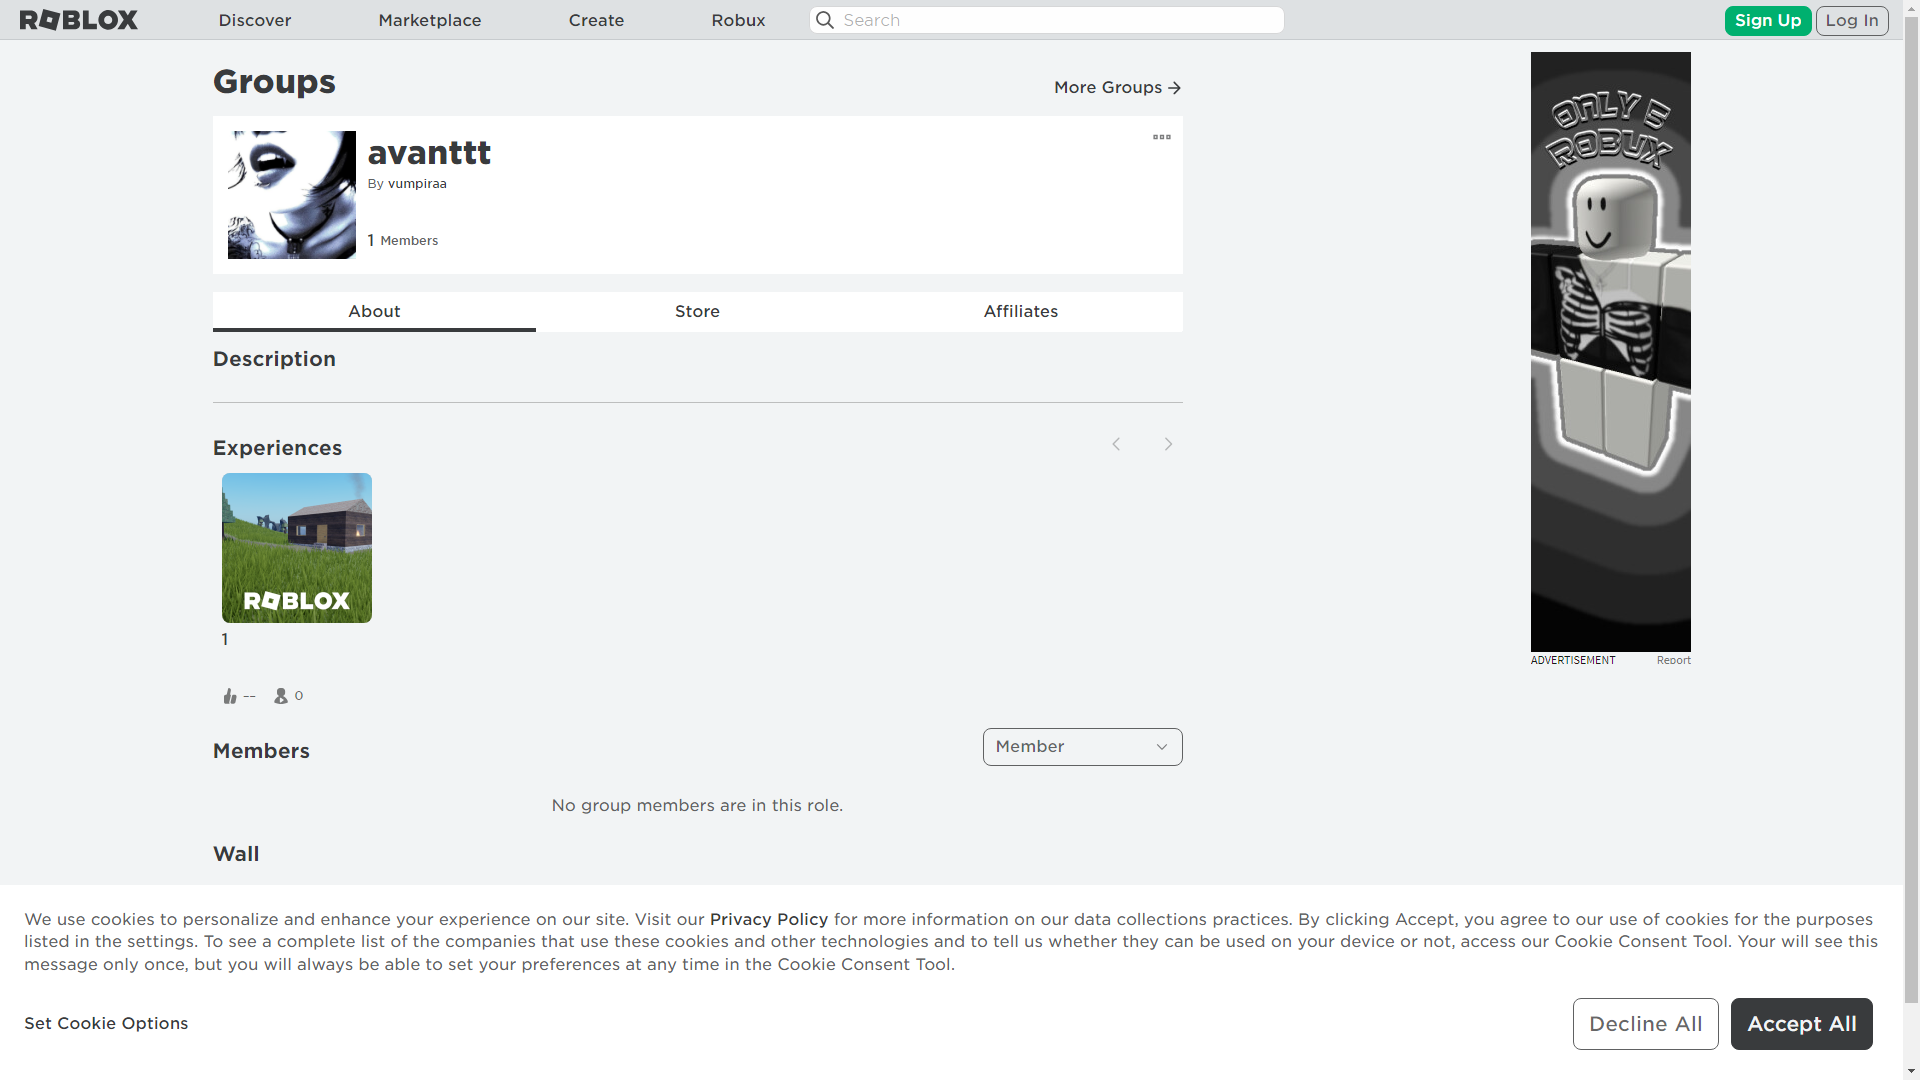 ROBLOX
Discover
Marketplace
Create
Robux
Search
Sign Up
Log In
Groups
More Groups
avanttt
By vumpiraa
1 Members
About
Store
Affiliates
Description
Experiences
ROBLOX
1
--
0
Members
Member
No group members are in this role.
Wall
ONLY 5
ROBUX
ADVERTISEMENT
Report
We use cookies to personalize and enhance your experience on our site. Visit our Privacy Policy for more information on our data collections practices. By clicking Accept, you agree to our use of cookies for the purposes
listed in the settings. To see a complete list of the companies that use these cookies and other technologies and to tell us whether they can be used on your device or not, access our Cookie Consent Tool. Your will see this
message only once, but you will always be able to set your preferences at any time in the Cookie Consent Tool.
Set Cookie Options
Decline All
Accept All